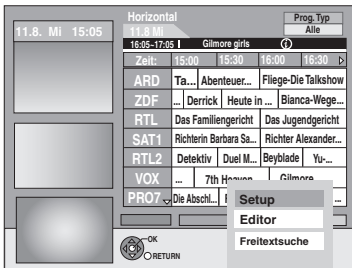 Horizontal
Prog. Typ
11.8. Mi 15:05
11.8 Mi
Alle
16:05-17:05 Gilmore girls
Zeit: 15:00 15:30 16:00 16:30
ARD Ta... Abenteuer... Fliege-Die Talkshow
ZDF ... Derrick Heute in ... Bianca-Wege...
RTL Das Familiengericht Das Jugendgericht
SAT1 Richterin Barbara Sa... Richter Alexander...
RTL2 Detektiv Duel M... Beyblade Yu-...
VOX ... 7th Heaven Gilmore
PRO7 Die Abschl... ...
Setup
Editor
Freitextsuche
OK
RETURN